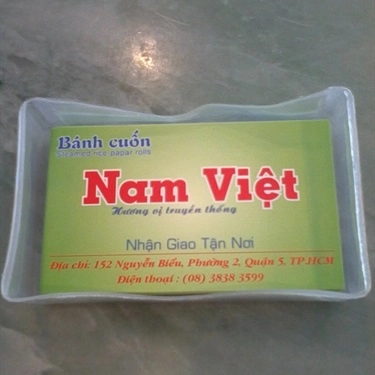 Bánh cuốn
Steamed rice paper rolls
Nam Việt
Hương vị truyền thống
Nhận Giao Tận Nơi
Địa chỉ: 152 Nguyễn Biểu, Phường 2, Quận 5, TP.HCM
Điện thoại : (08) 3838 3599